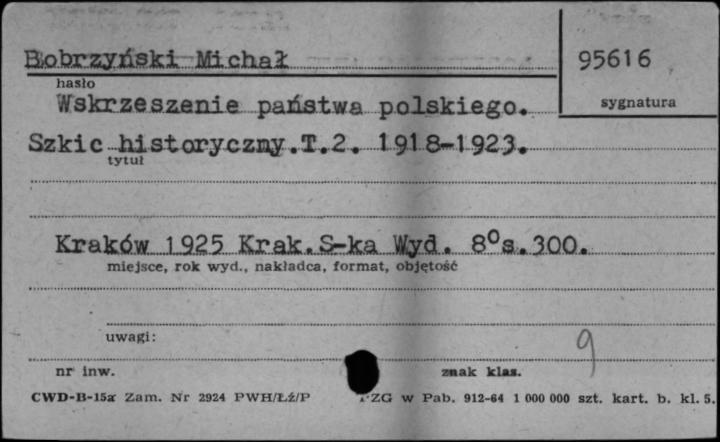 Bobrzyński Michał
95616
hasło
sygnatura
Wskrzeszenie państwa polskiego.
Szkic historyczny.T.2. 1918-1923.
tytuł
Kraków 1925 Krak.S-ka Wyd. 8°s.300.
miejsce, rok wyd., nakładca, format, objętość
uwagi:
9
nr inw.
znak klas.
CWD-B-15a Zam. Nr 2924 PWH/Łź/P
PZG w Pab. 912-64 1 000 000 szt. kart. b. kl. 5.